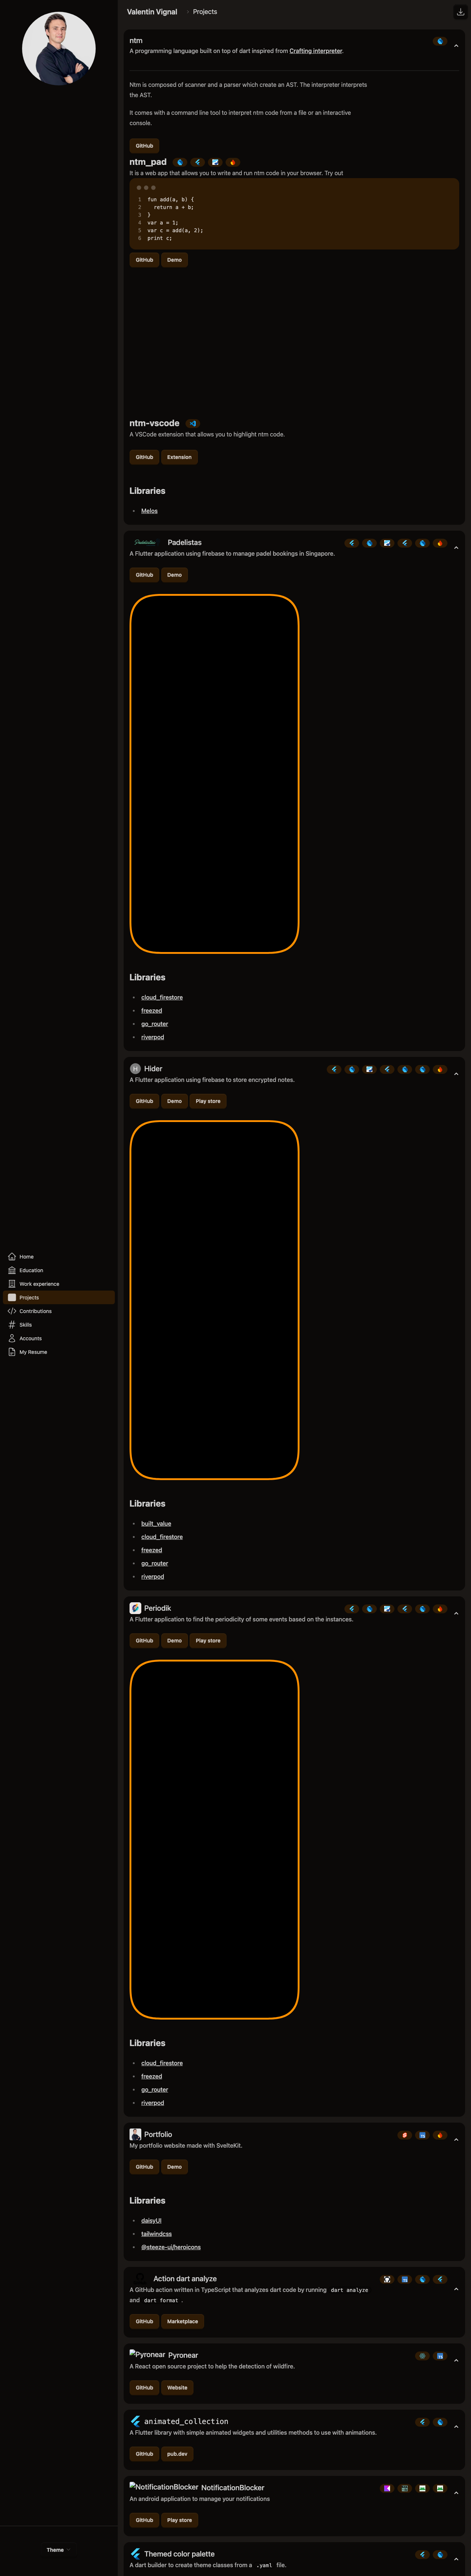 Valentin Vignal
Projects
Home
Education
Work experience
Projects
Contributions
Skills
Accounts
My Resume
Theme
ntm
A programming language built on top of dart inspired from Crafting interpreter.
Ntm is composed of scanner and a parser which create an AST. The interpreter interprets
the AST.
It comes with a command line tool to interpret ntm code from a file or an interactive
console.
GitHub
ntm_pad
It is a web app that allows you to write and run ntm code in your browser. Try out
1 fun add(a, b) {
2 return a + b;
3 }
4 var a = 1;
5 var c = add(a, 2);
6 print c;
GitHub Demo
ntm-vscode
A VSCode extension that allows you to highlight ntm code.
GitHub Extension
Libraries
Melos
Padelistas Padelistas
A Flutter application using firebase to manage padel bookings in Singapore.
GitHub Demo
Libraries
cloud_firestore
freezed
go_router
riverpod
H Hider
A Flutter application using firebase to store encrypted notes.
GitHub Demo Play store
Libraries
built_value
cloud_firestore
freezed
go_router
riverpod
Periodik
A Flutter application to find the periodicity of some events based on the instances.
GitHub Demo Play store
Libraries
cloud_firestore
freezed
go_router
riverpod
Portfolio
My portfolio website made with SvelteKit.
GitHub Demo
Libraries
daisyUI
tailwindcss
@steeze-ui/heroicons
Action dart analyze
A GitHub action written in TypeScript that analyzes dart code by running dart analyze
and dart format .
GitHub Marketplace
Pyronear Pyronear
A React open source project to help the detection of wildfire.
GitHub Website
animated_collection
A Flutter library with simple animated widgets and utilities methods to use with animations.
GitHub pub.dev
NotificationBlocker NotificationBlocker
An android application to manage your notifications
GitHub Play store
Themed color palette
A dart builder to create theme classes from a .yaml file.